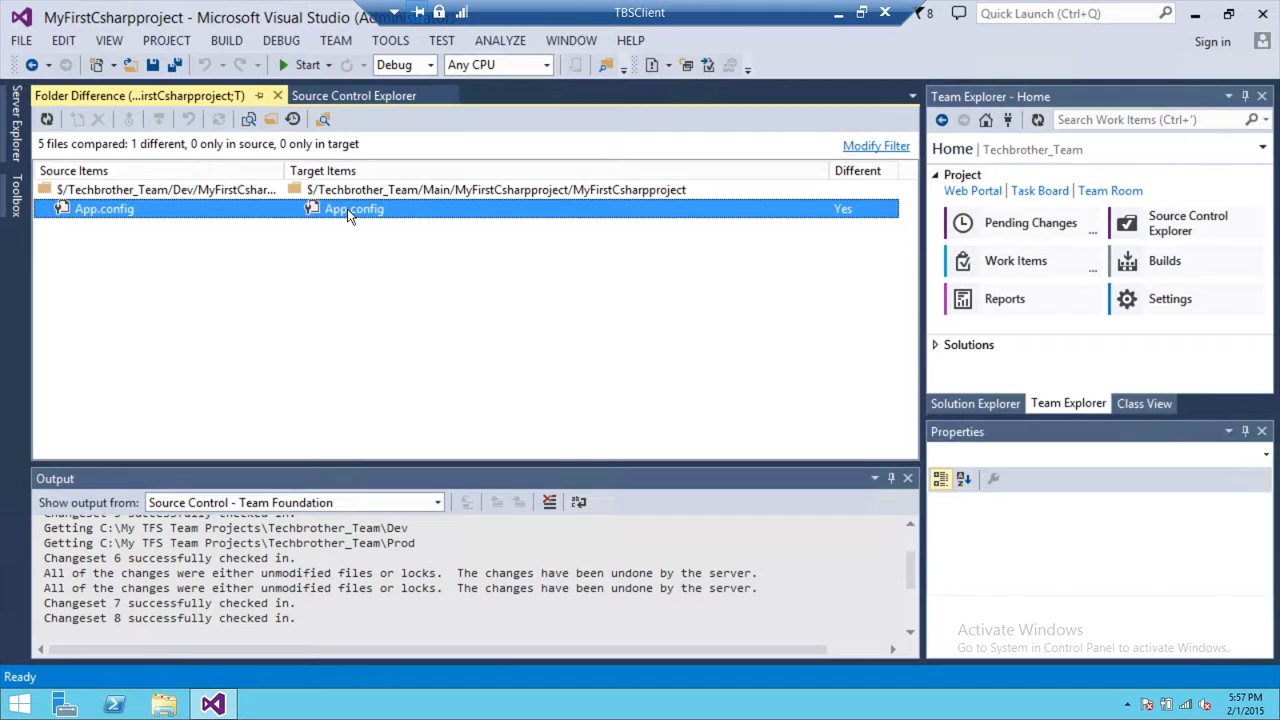 MyFirstCsharpproject - Microsoft Visual Studio (Administrator)
TBSClient
8
Quick Launch (Ctrl+Q)
FILE EDIT VIEW PROJECT BUILD DEBUG TEAM TOOLS TEST ANALYZE WINDOW HELP
Sign in
Start Debug Any CPU
Server Explorer
Toolbox
Folder Difference (...irstCsharpproject;T) Source Control Explorer
5 files compared: 1 different, 0 only in source, 0 only in target
Modify Filter
Source Items Target Items Different
$/Techbrother_Team/Dev/MyFirstCshar... $/Techbrother_Team/Main/MyFirstCsharpproject/MyFirstCsharpproject
App.config App.config Yes
Team Explorer - Home
Search Work Items (Ctrl+')
Home | Techbrother_Team
Project
Web Portal | Task Board | Team Room
Pending Changes ...
Source Control Explorer
Work Items ...
Builds
Reports
Settings
Solutions
Solution Explorer Team Explorer Class View
Properties
Output
Show output from: Source Control - Team Foundation
Changeset 5 successfully checked in.
Getting C:\My TFS Team Projects\Techbrother_Team\Dev
Getting C:\My TFS Team Projects\Techbrother_Team\Prod
Changeset 6 successfully checked in.
All of the changes were either unmodified files or locks.  The changes have been undone by the server.
All of the changes were either unmodified files or locks.  The changes have been undone by the server.
Changeset 7 successfully checked in.
Changeset 8 successfully checked in.
Activate Windows
Go to System in Control Panel to activate Windows.
Ready
5:57 PM
2/1/2015